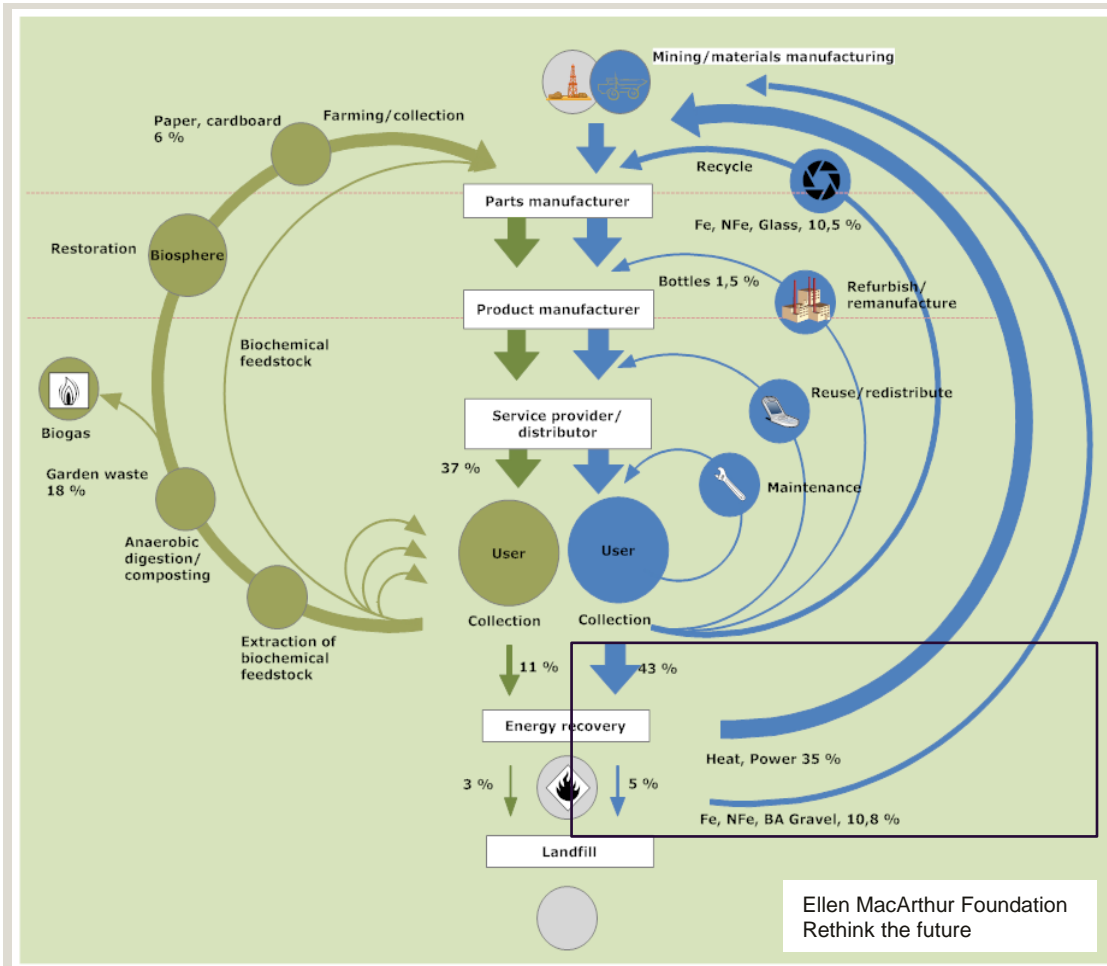 Mining/materials manufacturing
Paper, cardboard
6 %
Farming/collection
Recycle
Parts manufacturer
Fe, NFe, Glass, 10,5 %
Restoration
Biosphere
Bottles 1,5 %
Refurbish/
remanufacture
Product manufacturer
Biochemical
feedstock
Reuse/redistribute
Biogas
Service provider/
distributor
37 %
Garden waste
18 %
Maintenance
User
User
Anaerobic
digestion/
composting
Collection
Collection
Extraction of
biochemical
feedstock
11 %
43 %
Energy recovery
Heat, Power 35 %
3 %
5 %
Fe, NFe, BA Gravel, 10,8 %
Landfill
Ellen MacArthur Foundation
Rethink the future